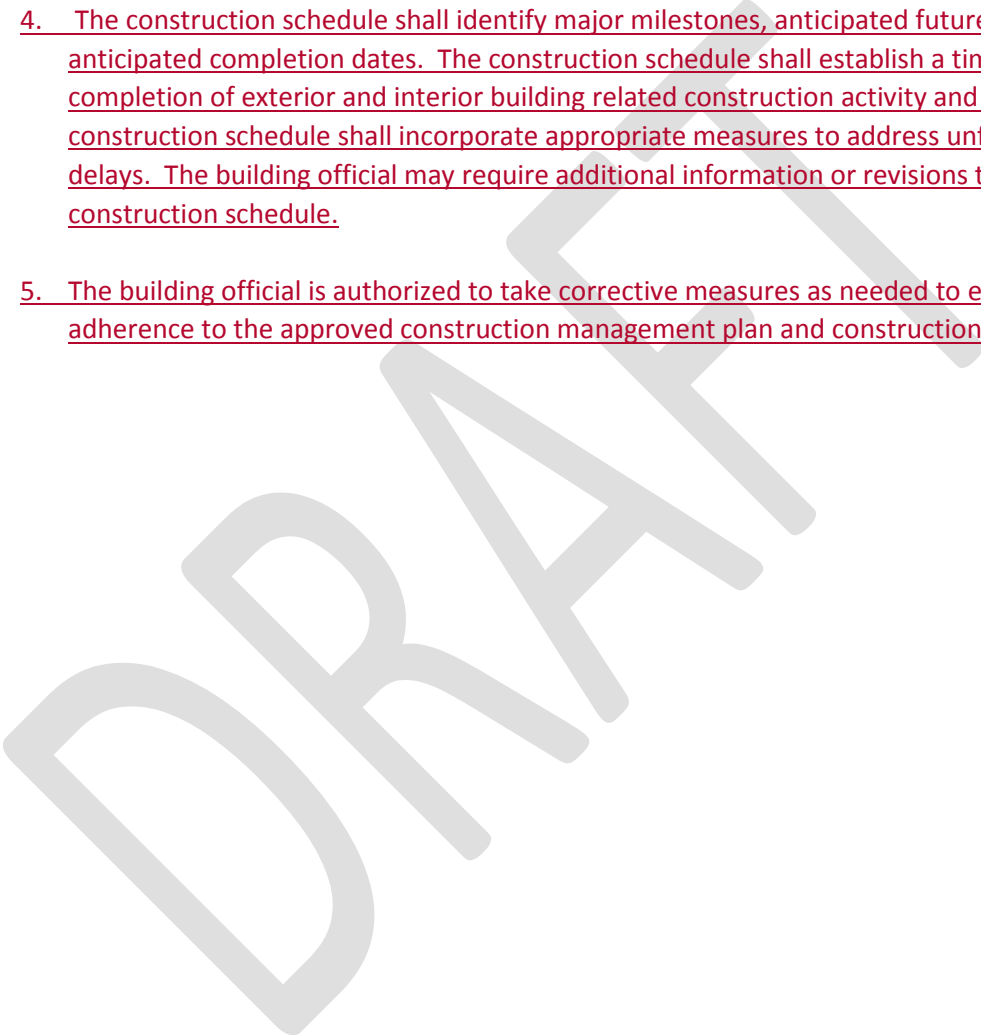 4. The construction schedule shall identify major milestones, anticipated future
anticipated completion dates. The construction schedule shall establish a
completion of exterior and interior building related construction activity and
construction schedule shall incorporate appropriate measures to address
delays. The building official may require additional information or revisions
construction schedule.
5. The building official is authorized to take corrective measures as needed to
adherence to the approved construction management plan and construction
DRAFT